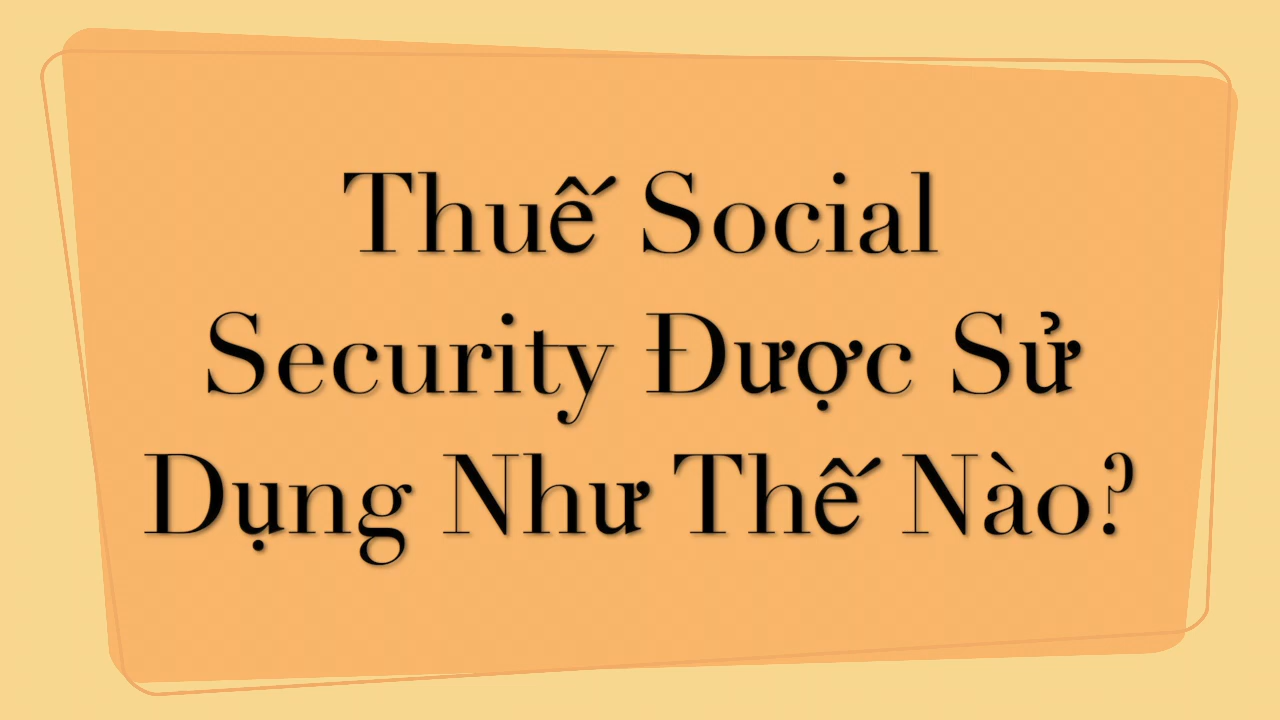 Thuế Social
Security Được Sử
Dụng Như Thế Nào?